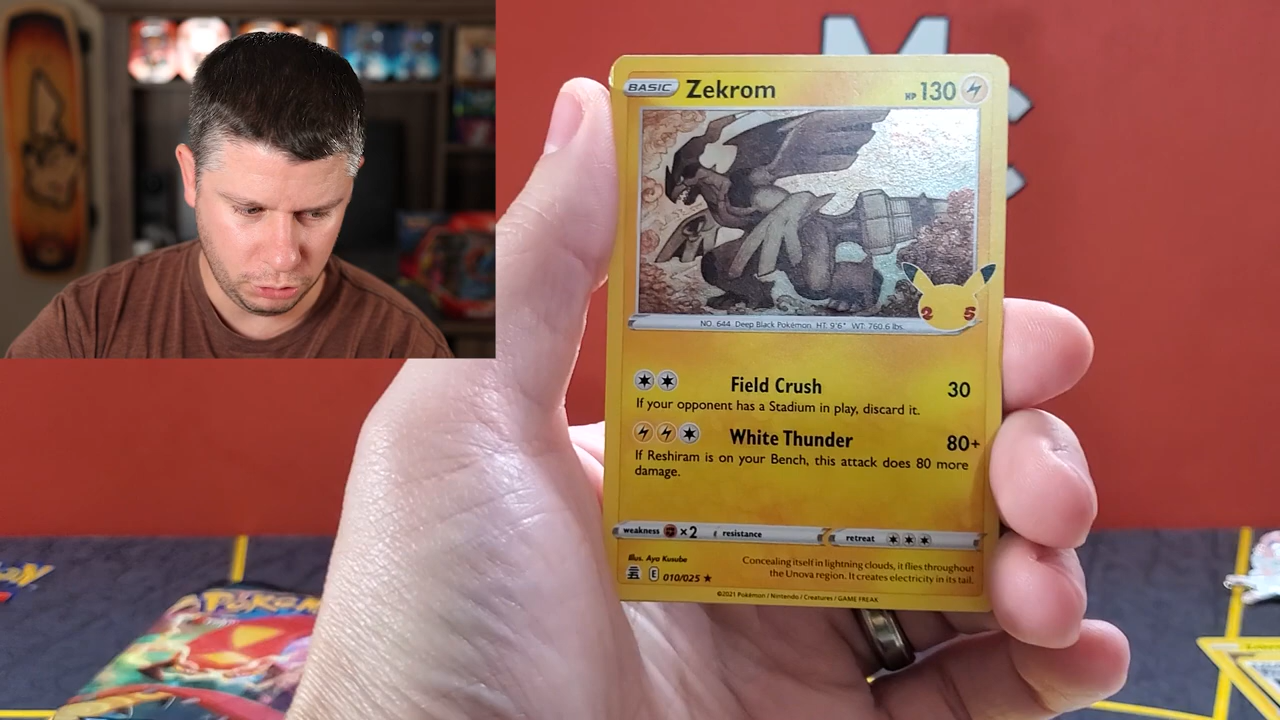 BASIC Zekrom HP 130
NO. 644 Deep Black Pokémon HT: 9'6" WT: 760.6 lbs.
25
Field Crush 30
If your opponent has a Stadium in play, discard it.
White Thunder 80+
If Reshiram is on your Bench, this attack does 80 more
damage.
weakness ×2 resistance retreat
Illus. Aya Kusube
E 010/025
Concealing itself in lightning clouds, it flies throughout
the Unova region. It creates electricity in its tail.
©2021 Pokémon / Nintendo / Creatures / GAME FREAK
POKÉMON